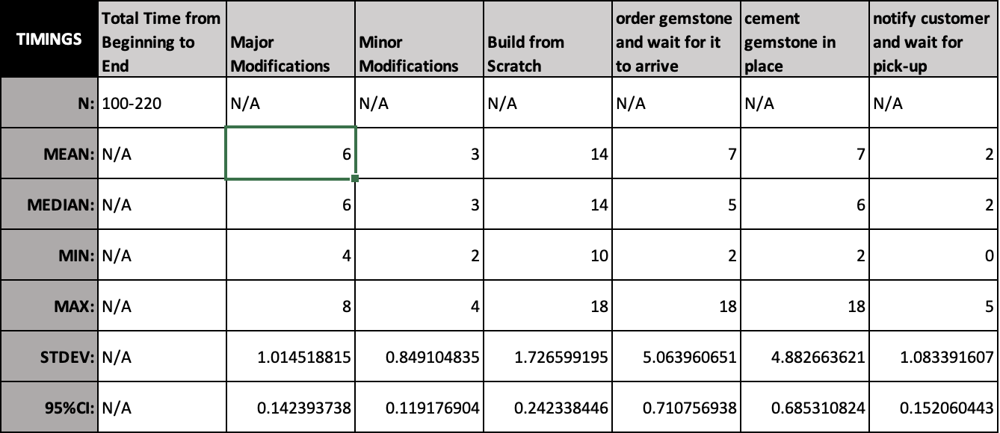 TIMINGS
Total Time from Beginning to End
Major Modifications
Minor Modifications
Build from Scratch
order gemstone and wait for it to arrive
cement gemstone in place
notify customer and wait for pick-up
N: 100-220 N/A N/A N/A N/A N/A N/A
MEAN: N/A 6 3 14 7 7 2
MEDIAN: N/A 6 3 14 5 6 2
MIN: N/A 4 2 10 2 2 0
MAX: N/A 8 4 18 18 18 5
STDEV: N/A 1.014518815 0.849104835 1.726599195 5.063960651 4.882663621 1.083391607
95%CI: N/A 0.142393738 0.119176904 0.242338446 0.710756938 0.685310824 0.152060443